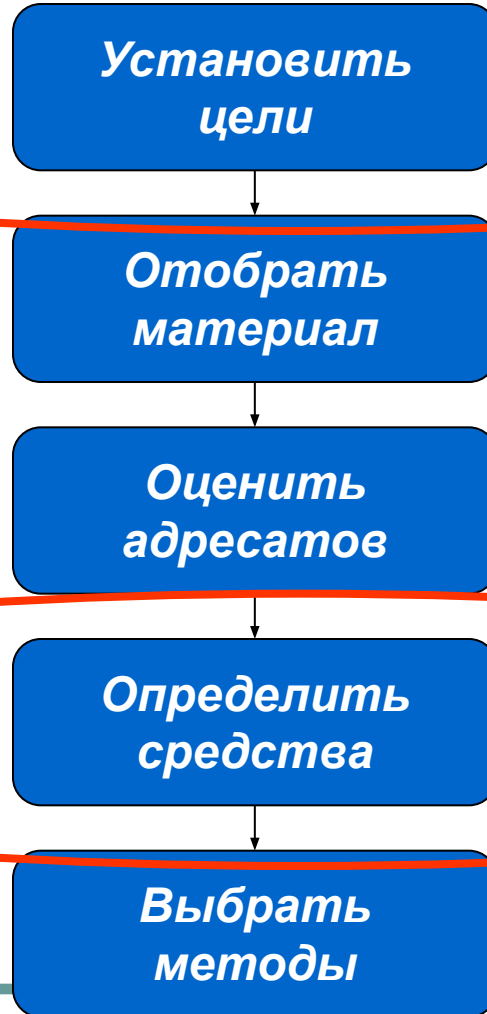 Установить
цели
Отобрать
материал
Оценить
адресатов
Определить
средства
Выбрать
методы